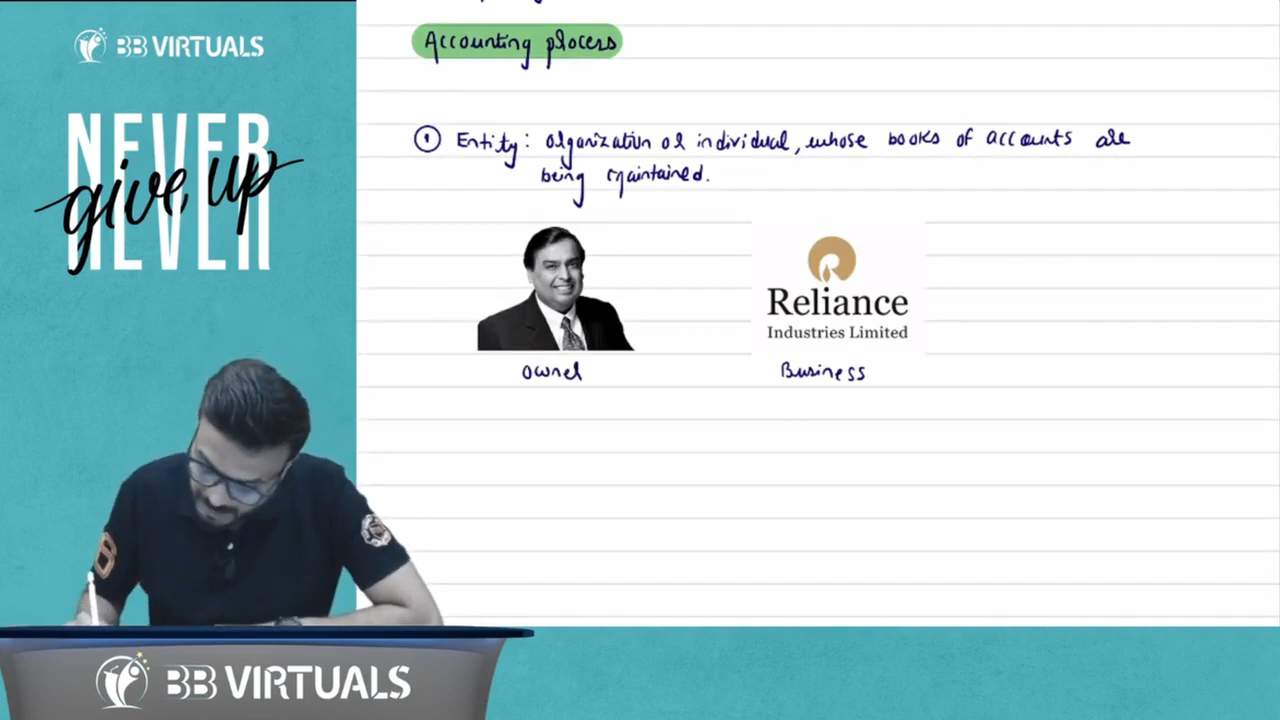 BB VIRTUALS
NEVER
give up
NEVER
Accounting process
1 Entity: organization or individual, whose books of accounts are
being maintained.
Reliance
Industries Limited
owner
Business
B
BB VIRTUALS